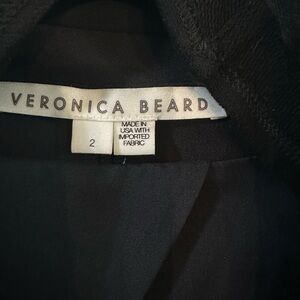 VERONICA BEARD
2
MADE IN
USA WITH
IMPORTED
FABRIC